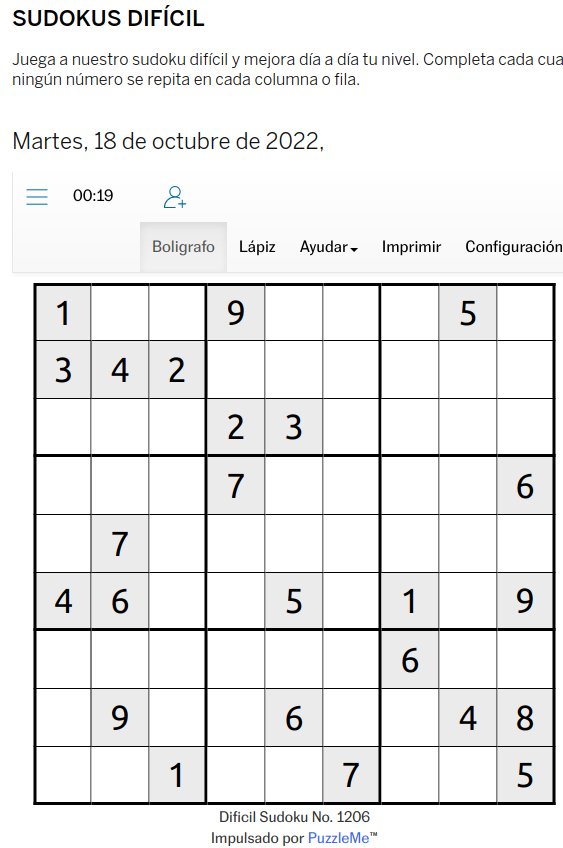 SUDOKUS DIFÍCIL
Juega a nuestro sudoku difícil y mejora día a día tu nivel. Completa cada cua
ningún número se repita en cada columna o fila.
Martes, 18 de octubre de 2022,
00:19
Boligrafo Lápiz Ayudar Imprimir Configuración
1 9 5
3 4 2
2 3
7 6
7
4 6 5 1 9
6
9 6 4 8
1 7 5
Dificil Sudoku No. 1206
Impulsado por PuzzleMe™